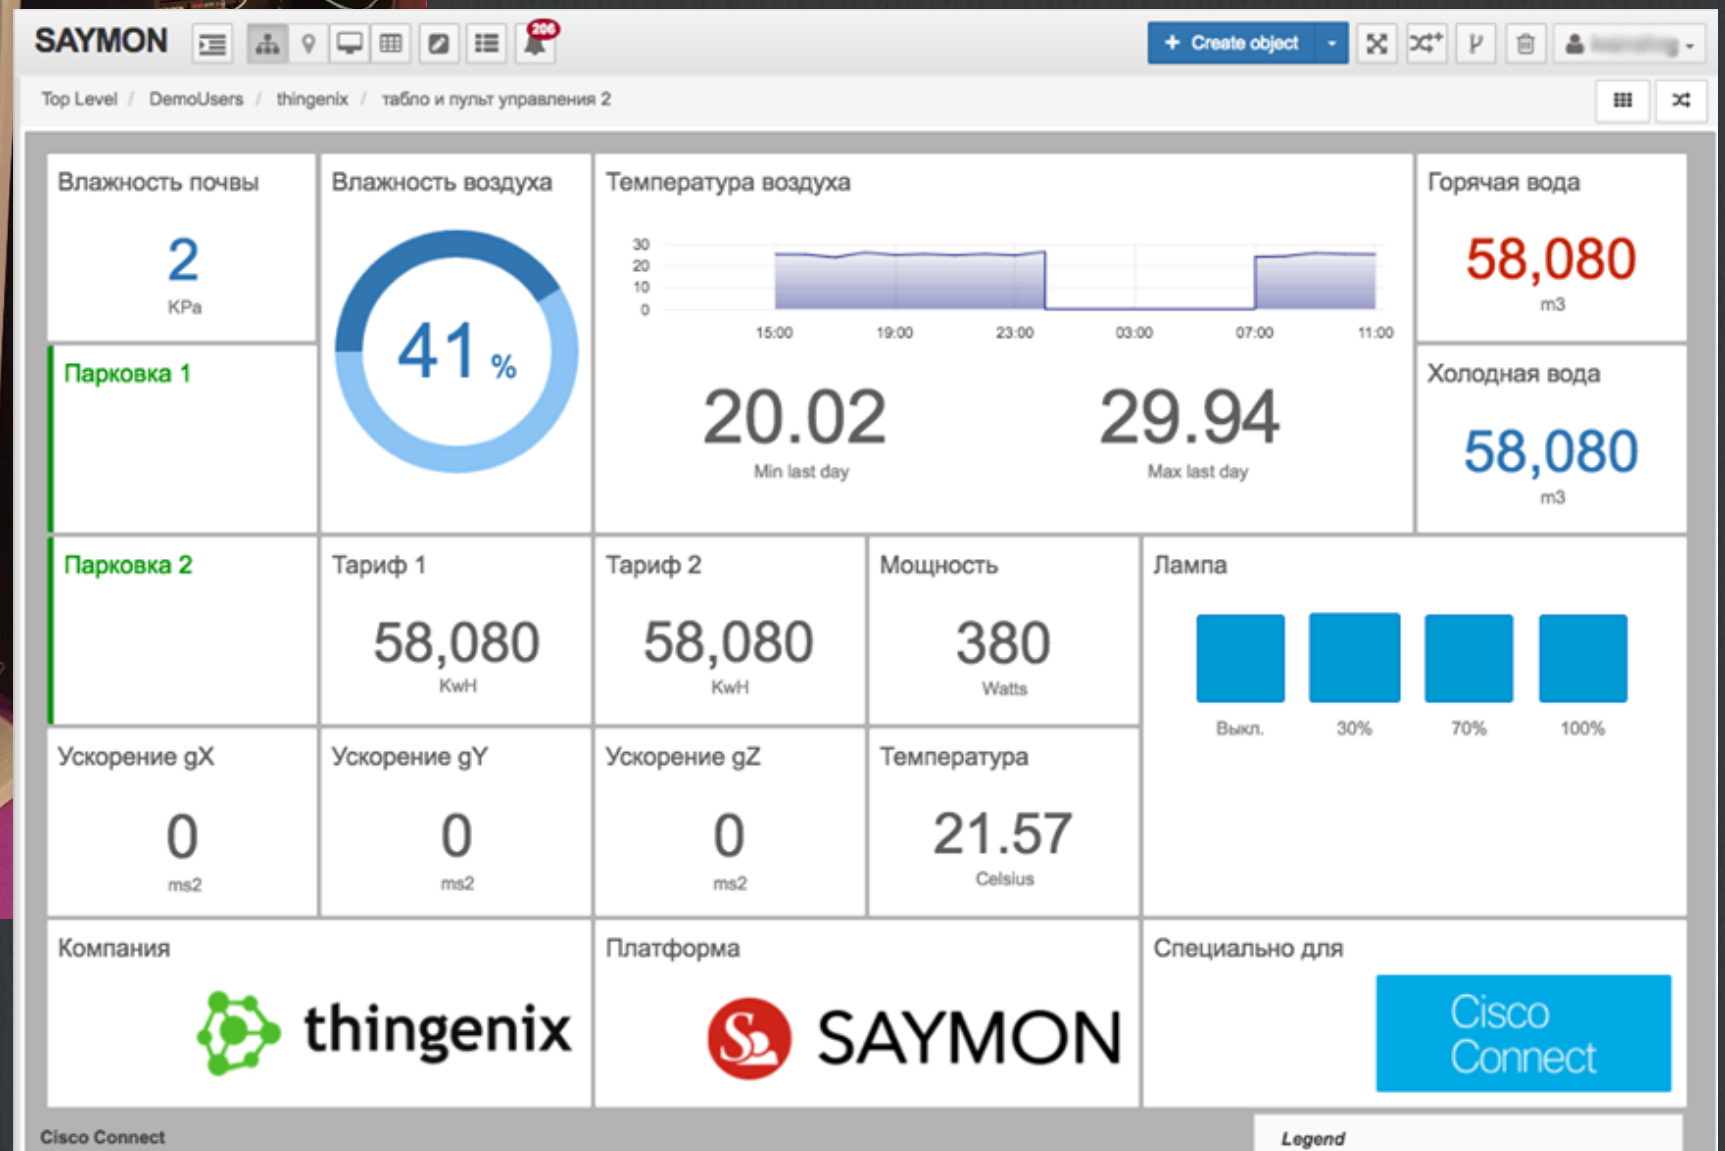 SAYMON
206
+ Create object
Top Level / DemoUsers / thingenix / табло и пульт управления 2
Влажность почвы
2
KPa
Влажность воздуха
41 %
Температура воздуха
30
20
10
0
15:00 19:00 23:00 03:00 07:00 11:00
20.02
Min last day
29.94
Max last day
Горячая вода
58,080
m3
Парковка 1
Холодная вода
58,080
m3
Парковка 2
Тариф 1
58,080
KwH
Тариф 2
58,080
KwH
Мощность
380
Watts
Лампа
Выкл. 30% 70% 100%
Ускорение gX
0
ms2
Ускорение gY
0
ms2
Ускорение gZ
0
ms2
Температура
21.57
Celsius
Компания
thingenix
Платформа
SAYMON
Специально для
Cisco
Connect
Cisco Connect
Legend